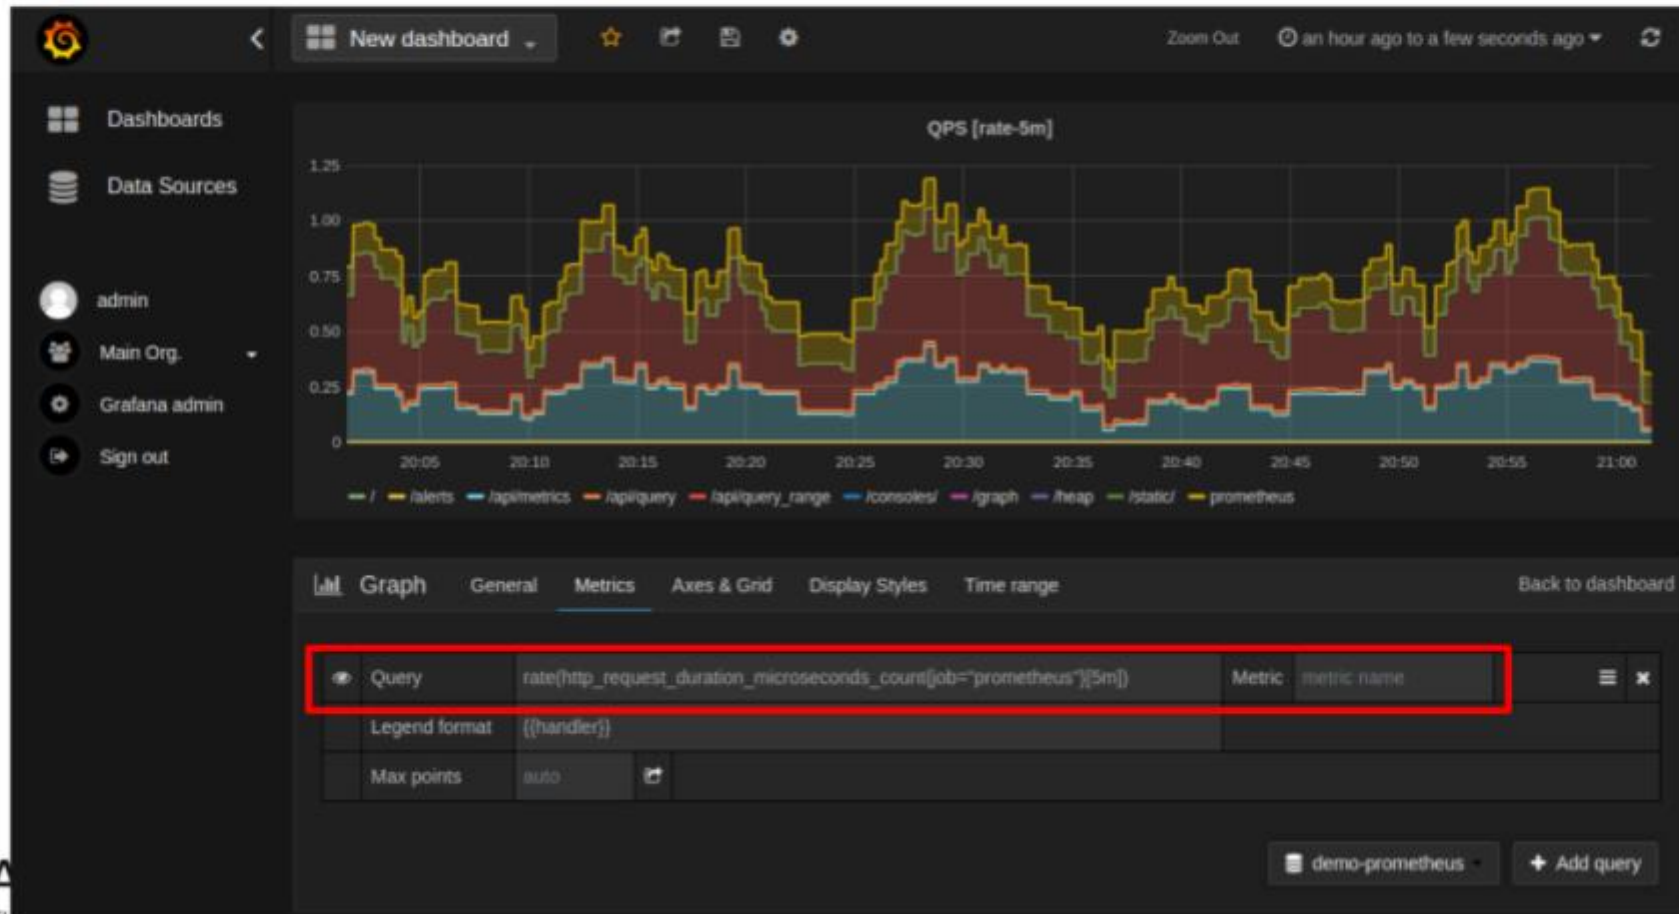 New dashboard
Zoom Out
an hour ago to a few seconds ago
Dashboards
Data Sources
admin
Main Org.
Grafana admin
Sign out
QPS [rate-5m]
1.25
1.00
0.75
0.50
0.25
0
20:05 20:10 20:15 20:20 20:25 20:30 20:35 20:40 20:45 20:50 20:55 21:00
/ /alerts /api/metrics /api/query /api/query_range /consoles/ /graph /heap /static/ prometheus
Graph General Metrics Axes & Grid Display Styles Time range Back to dashboard
Query rate(http_request_duration_microseconds_count{job="prometheus"}[5m]) Metric metric name
Legend format {{handler}}
Max points auto
demo-prometheus Add query